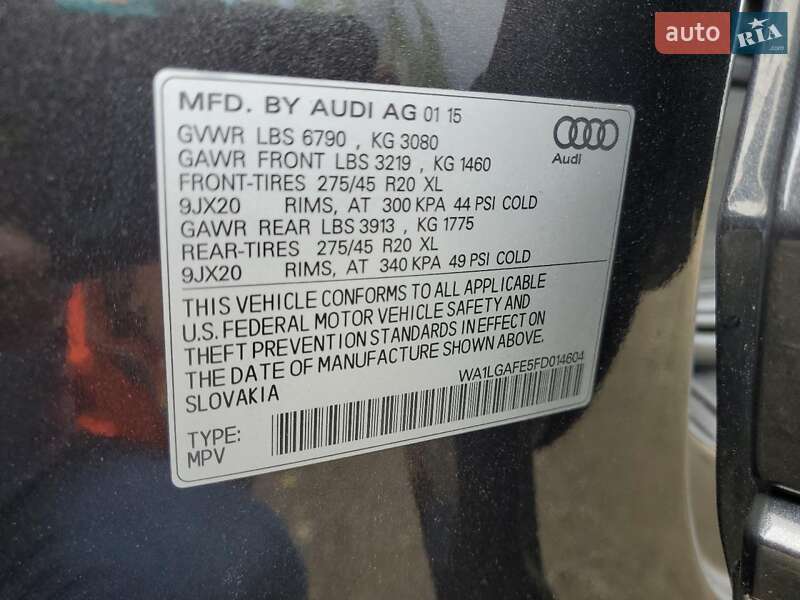 auto RIA .com
MFD. BY AUDI AG 01 15
GVWR LBS 6790 , KG 3080
GAWR FRONT LBS 3219 , KG 1460
FRONT-TIRES 275/45 R20 XL
9JX20 RIMS, AT 300 KPA 44 PSI COLD
GAWR REAR LBS 3913 , KG 1775
REAR-TIRES 275/45 R20 XL
9JX20 RIMS, AT 340 KPA 49 PSI COLD
Audi
THIS VEHICLE CONFORMS TO ALL APPLICABLE
U.S. FEDERAL MOTOR VEHICLE SAFETY AND
THEFT PREVENTION STANDARDS IN EFFECT ON
THE DATE OF MANUFACTURE SHOWN ABOVE.
SLOVAKIA
WA1LGAFE5FD014604
TYPE:
MPV